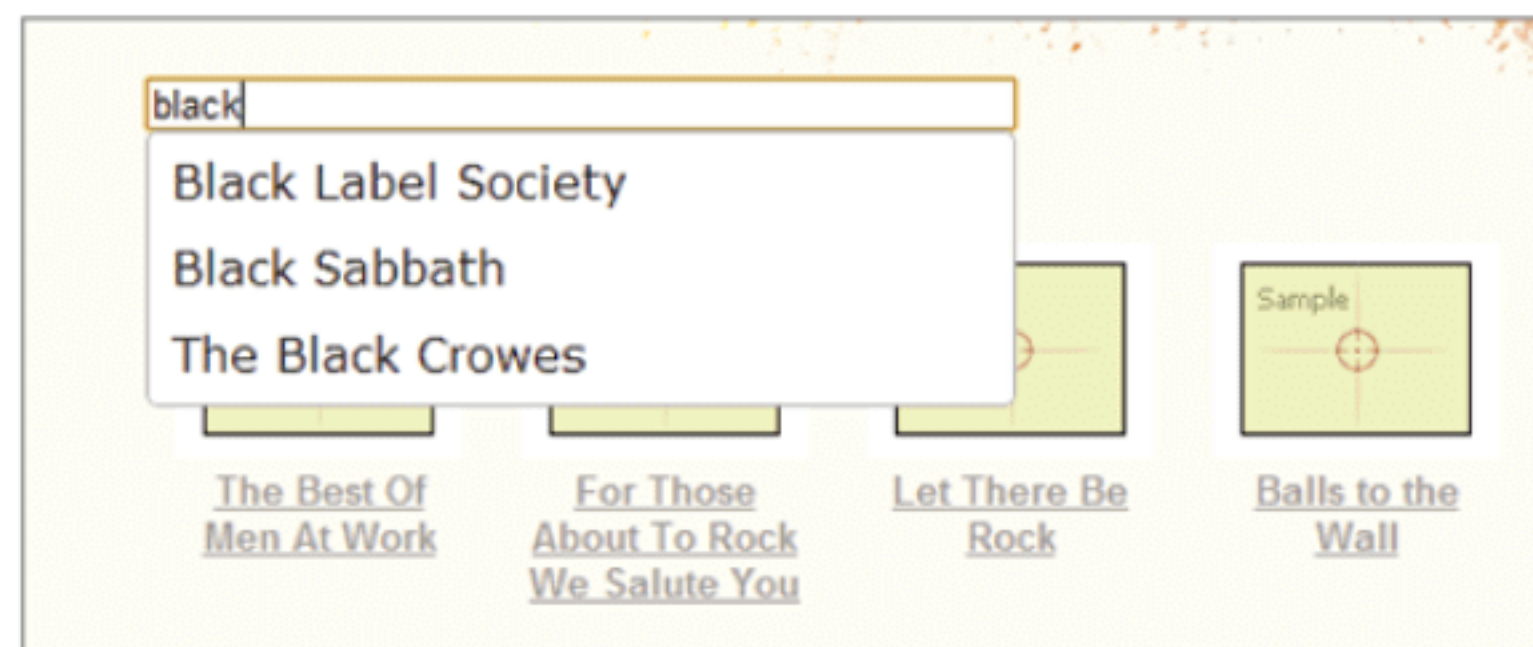 black
Black Label Society
Black Sabbath
The Black Crowes
Sample
The Best Of
Men At Work
For Those
About To Rock
We Salute You
Let There Be
Rock
Balls to the
Wall